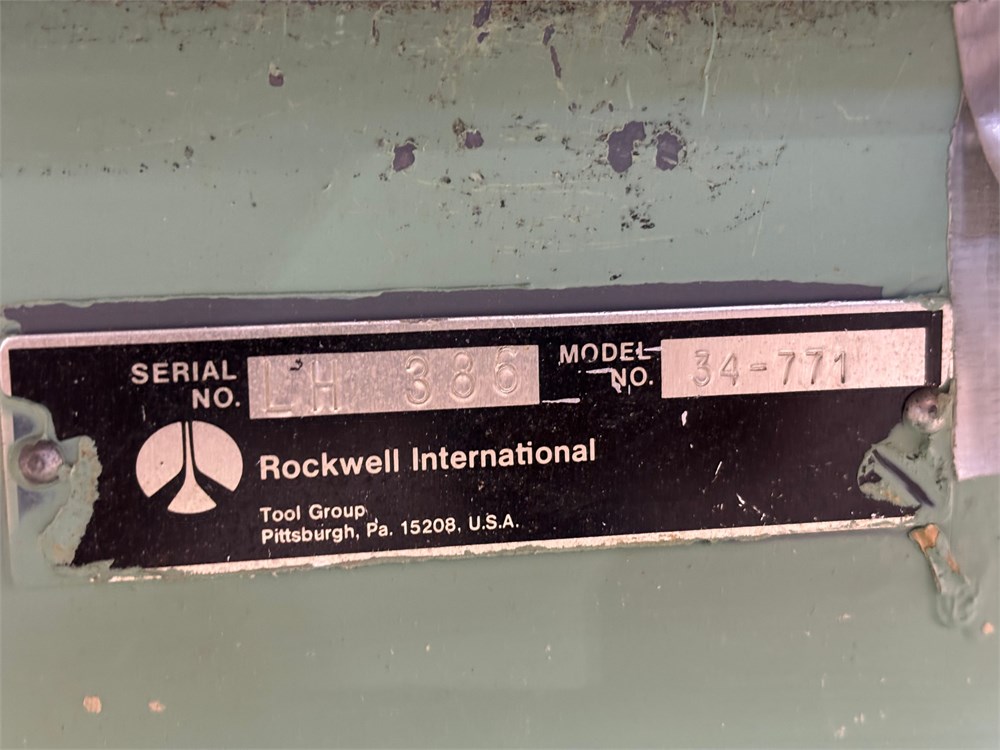 SERIAL NO. LH 386
MODEL NO. 34-771
Rockwell International
Tool Group
Pittsburgh, Pa. 15208, U.S.A.